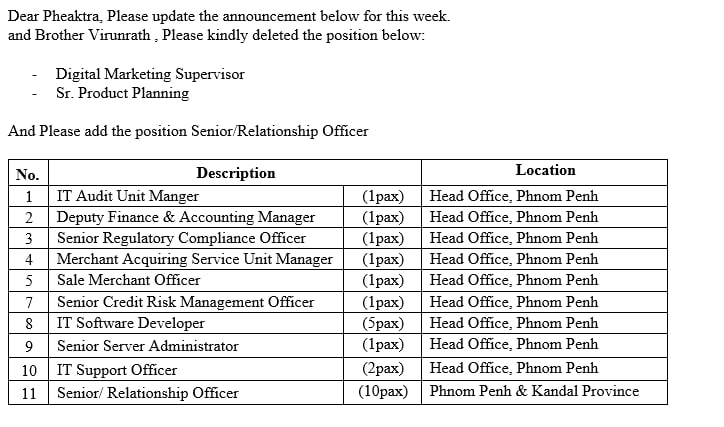 Dear Pheaktra, Please update the announcement below for this week.
and Brother Virunrath , Please kindly deleted the position below:
- Digital Marketing Supervisor
- Sr. Product Planning
And Please add the position Senior/Relationship Officer
No. Description Location
1 IT Audit Unit Manger (1pax) Head Office, Phnom Penh
2 Deputy Finance & Accounting Manager (1pax) Head Office, Phnom Penh
3 Senior Regulatory Compliance Officer (1pax) Head Office, Phnom Penh
4 Merchant Acquiring Service Unit Manager (1pax) Head Office, Phnom Penh
5 Sale Merchant Officer (1pax) Head Office, Phnom Penh
7 Senior Credit Risk Management Officer (1pax) Head Office, Phnom Penh
8 IT Software Developer (5pax) Head Office, Phnom Penh
9 Senior Server Administrator (1pax) Head Office, Phnom Penh
10 IT Support Officer (2pax) Head Office, Phnom Penh
11 Senior/ Relationship Officer (10pax) Phnom Penh & Kandal Province